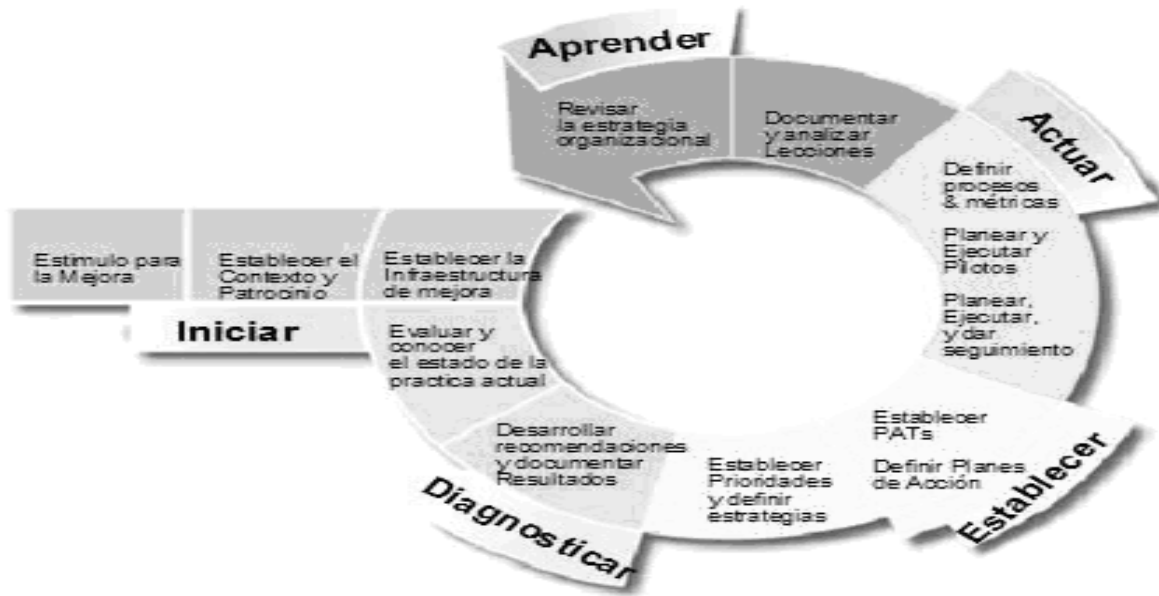 Aprender
Revisar
la estrategia
organizacional
Documentar
y analizar
Lecciones
Actuar
Definir
procesos
& métricas
Planear y
Ejecutar
Pilotos
Planear,
Ejecutar,
y dar
seguimiento
Estimulo para
la Mejora
Establecer el
Contexto y
Patrocinio
Establecer la
Infraestructura
de mejora
Iniciar
Evaluar y
conocer
el estado de la
practica actual
Desarrollar
recomendaciones
y documentar
Resultados
Diagnosticar
Establecer
Prioridades
y definir
estrategias
Establecer
PATs
Definir Planes
de Acción
Establecer